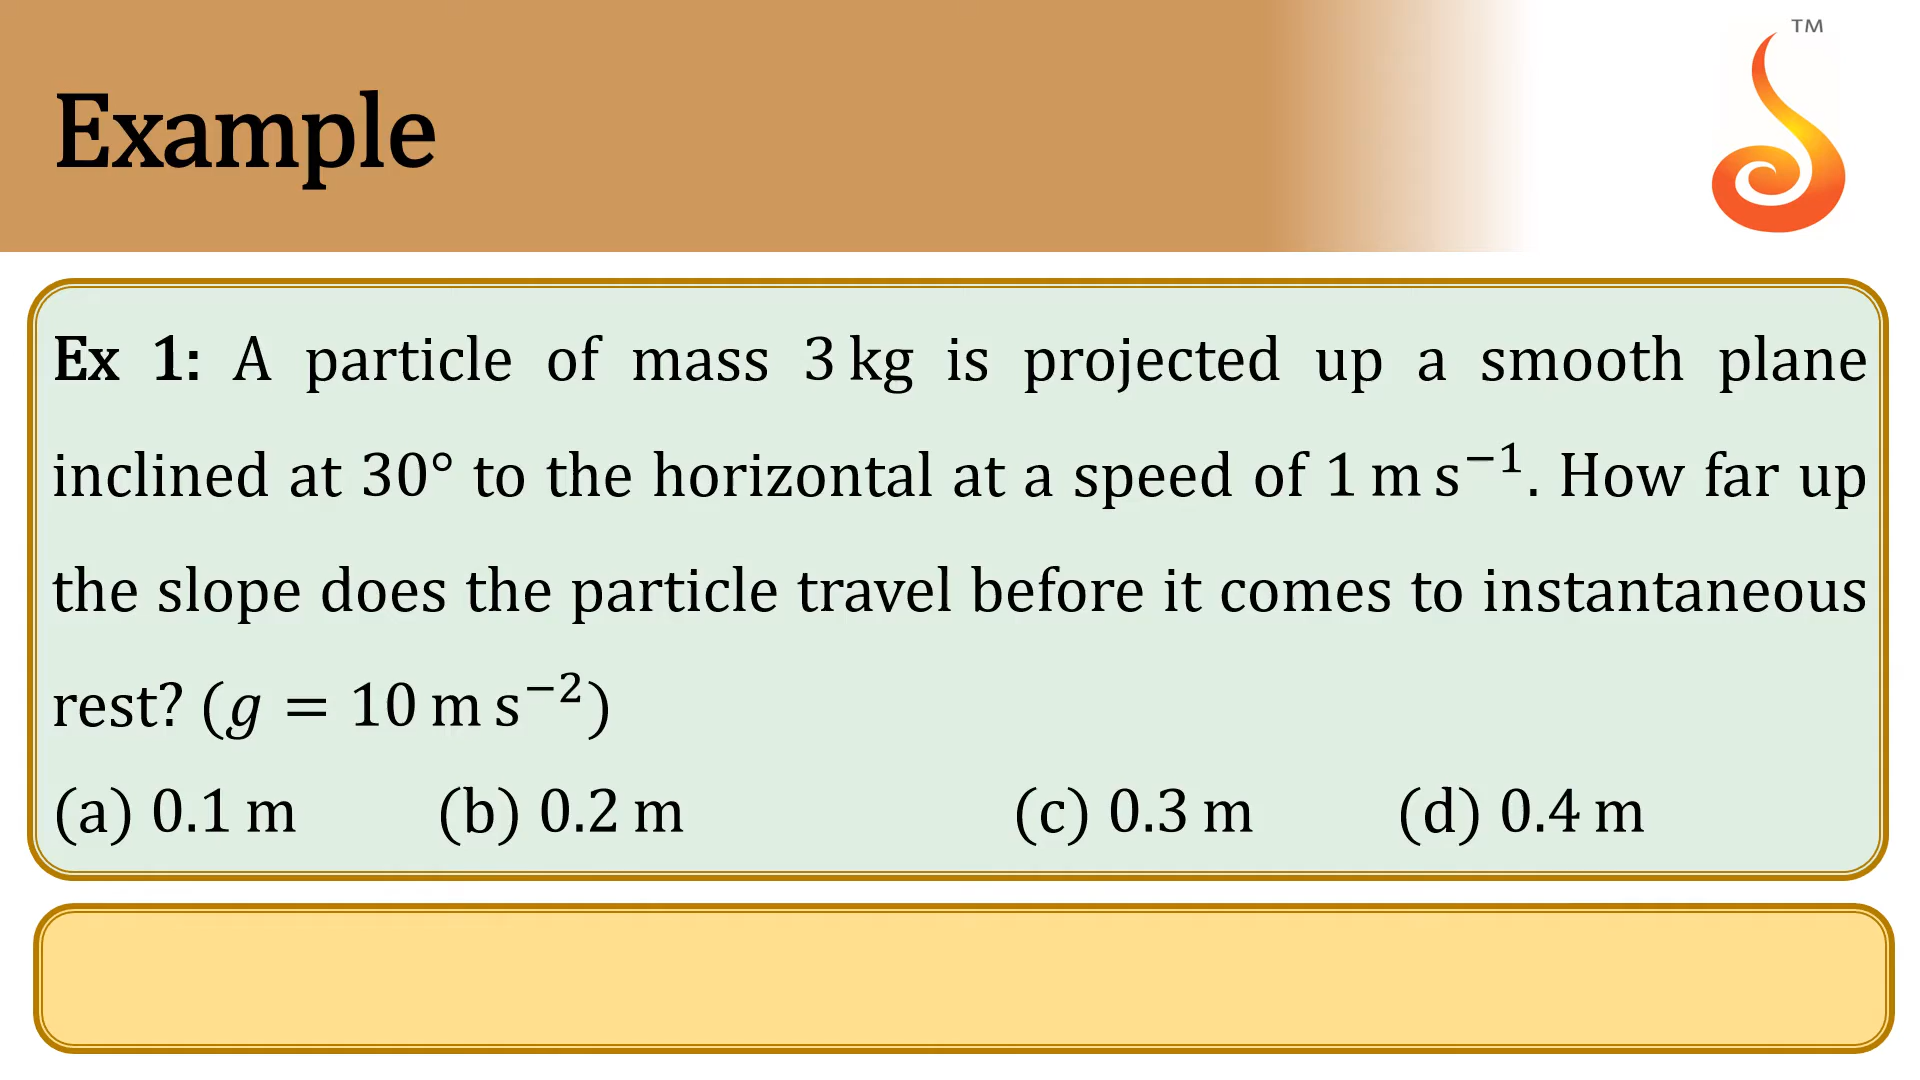 TM
Example
Ex 1: A particle of mass 3 kg is projected up a smooth plane
inclined at 30° to the horizontal at a speed of 1 m s⁻¹. How far up
the slope does the particle travel before it comes to instantaneous
rest? (g = 10 m s⁻²)
(a) 0.1 m (b) 0.2 m (c) 0.3 m (d) 0.4 m